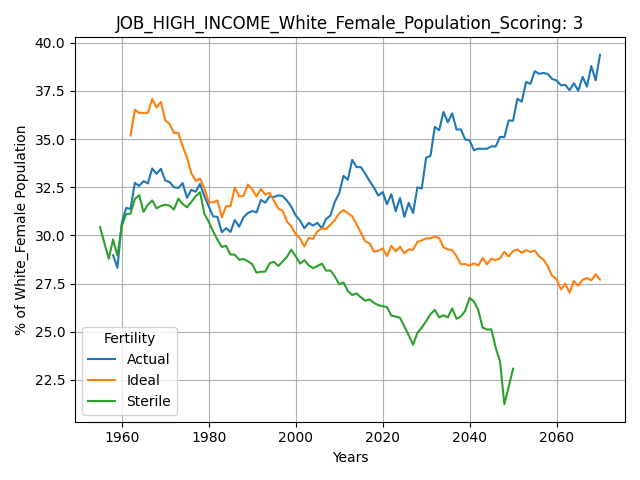 JOB_HIGH_INCOME_White_Female_Population_Scoring: 3
% of White_Female Population
40.0
37.5
35.0
32.5
30.0
27.5
25.0
22.5
Fertility
Actual
Ideal
Sterile
1960 1980 2000 2020 2040 2060
Years